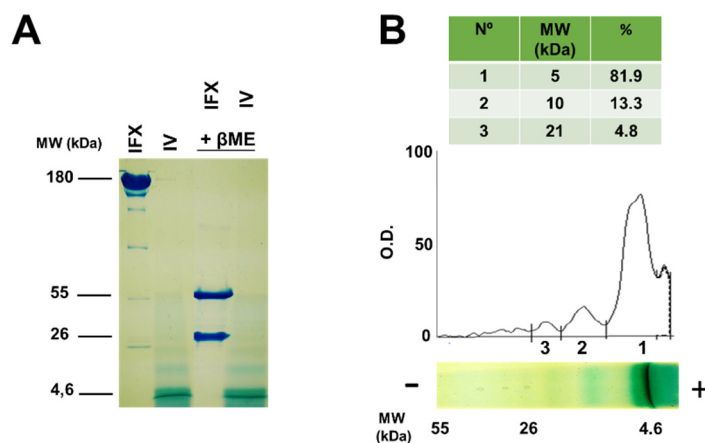 A
IFX
IV
IFX
IV
+ βME
MW (kDa)
180
55
26
4,6
B
Nº MW (kDa) %
1 5 81.9
2 10 13.3
3 21 4.8
100
50
0
O.D.
3 2 1
- +
MW (kDa)
55 26 4.6